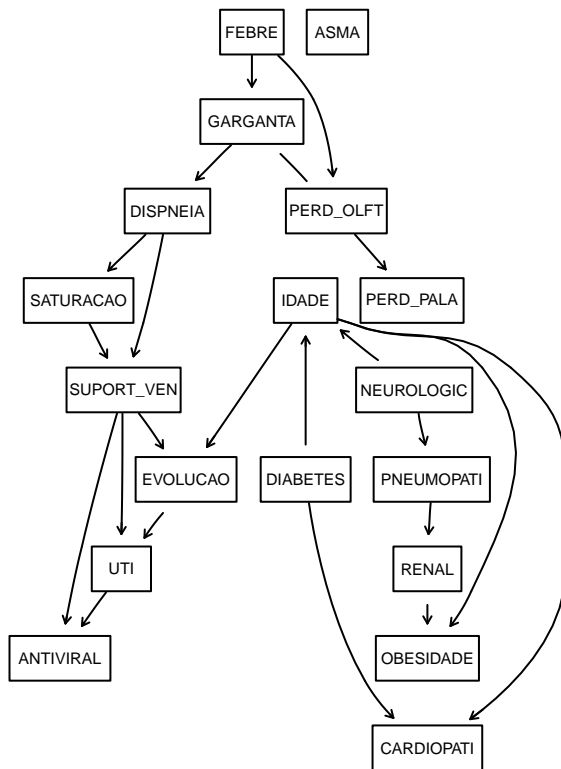 FEBRE
ASMA
GARGANTA
DISPNEIA
PERD_OLFT
SATURACAO
IDADE
PERD_PALA
SUPORT_VEN
NEUROLOGIC
EVOLUCAO
DIABETES
PNEUMOPATI
UTI
RENAL
ANTIVIRAL
OBESIDADE
CARDIOPATI